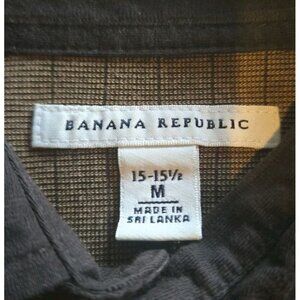 BANANA REPUBLIC
15-15½
M
MADE IN
SRI LANKA